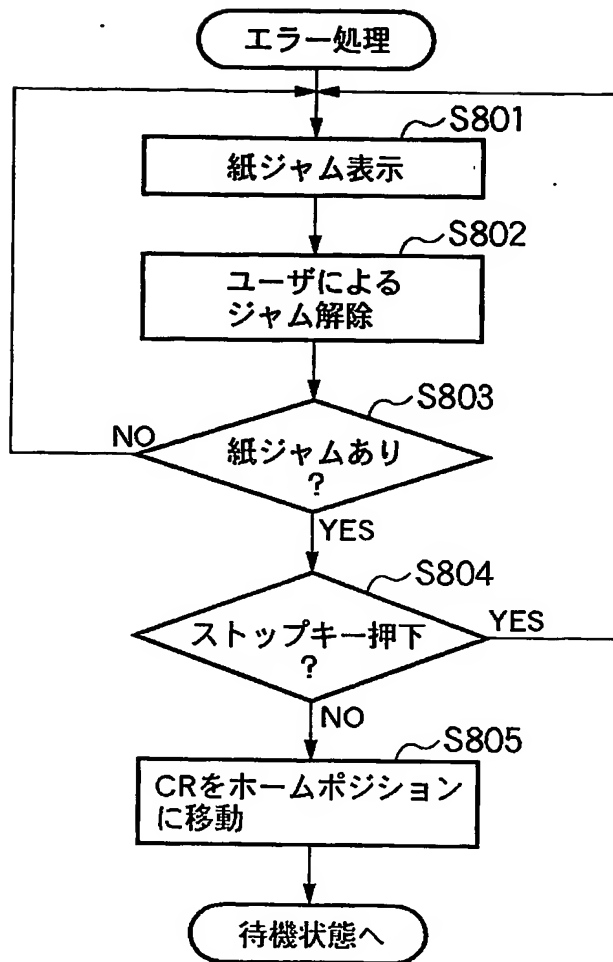 エラー処理
S801
紙ジャム表示
S802
ユーザによる
ジャム解除
S803
NO
紙ジャムあり
?
YES
S804
ストップキー押下
?
YES
NO
S805
CRをホームポジション
に移動
待機状態へ